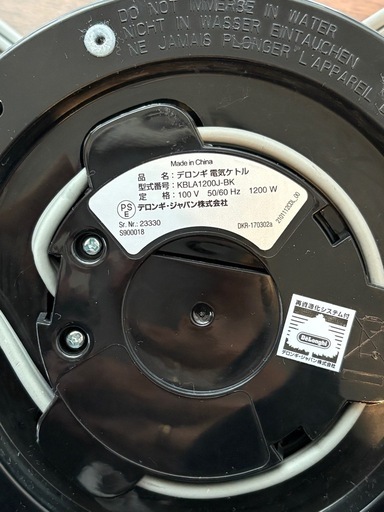 DO NOT IMMERSE IN WATER
NICHT IN WASSER EINTAUCHEN
NE JAMAIS PLONGER L'APPAREIL
Made in China
PS
E
品 名：デロンギ 電気ケトル
型式番号：KBLA1200J-BK
定 格：100 V 50/60 Hz 1200 W
デロンギ・ジャパン株式会社
Sr. Nr.: 23330
S900018
DKR-170302a
再資源化システム付
DeLonghi
デロンギ・ジャパン株式会社